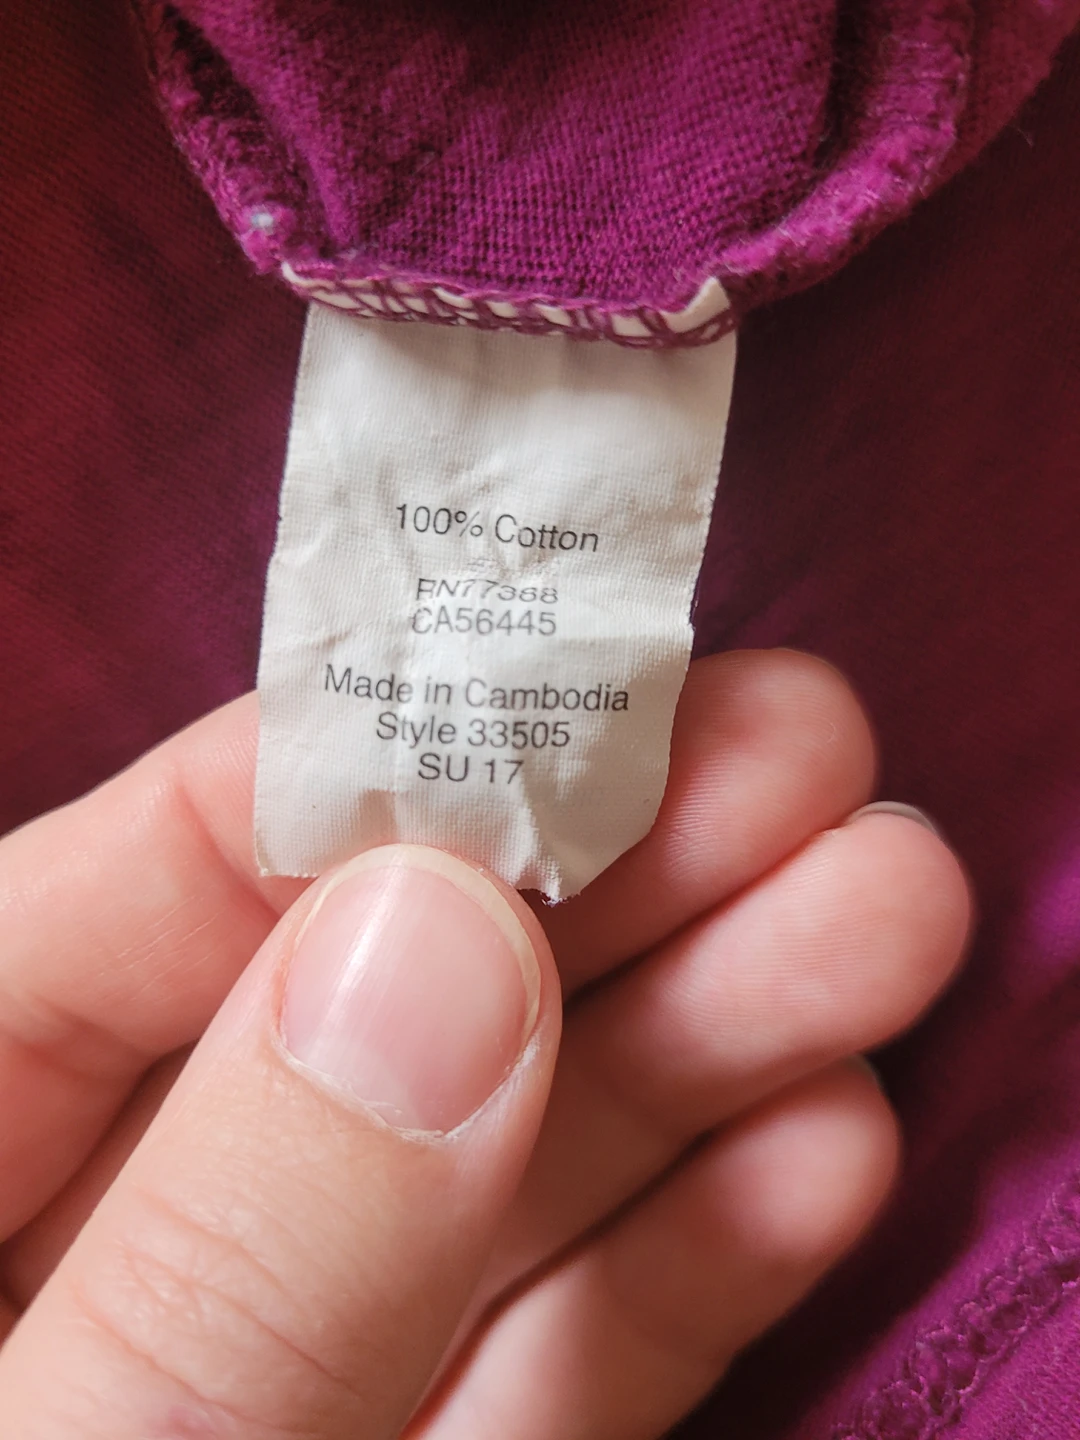 100% Cotton
RN77388
CA56445
Made in Cambodia
Style 33505
SU 17